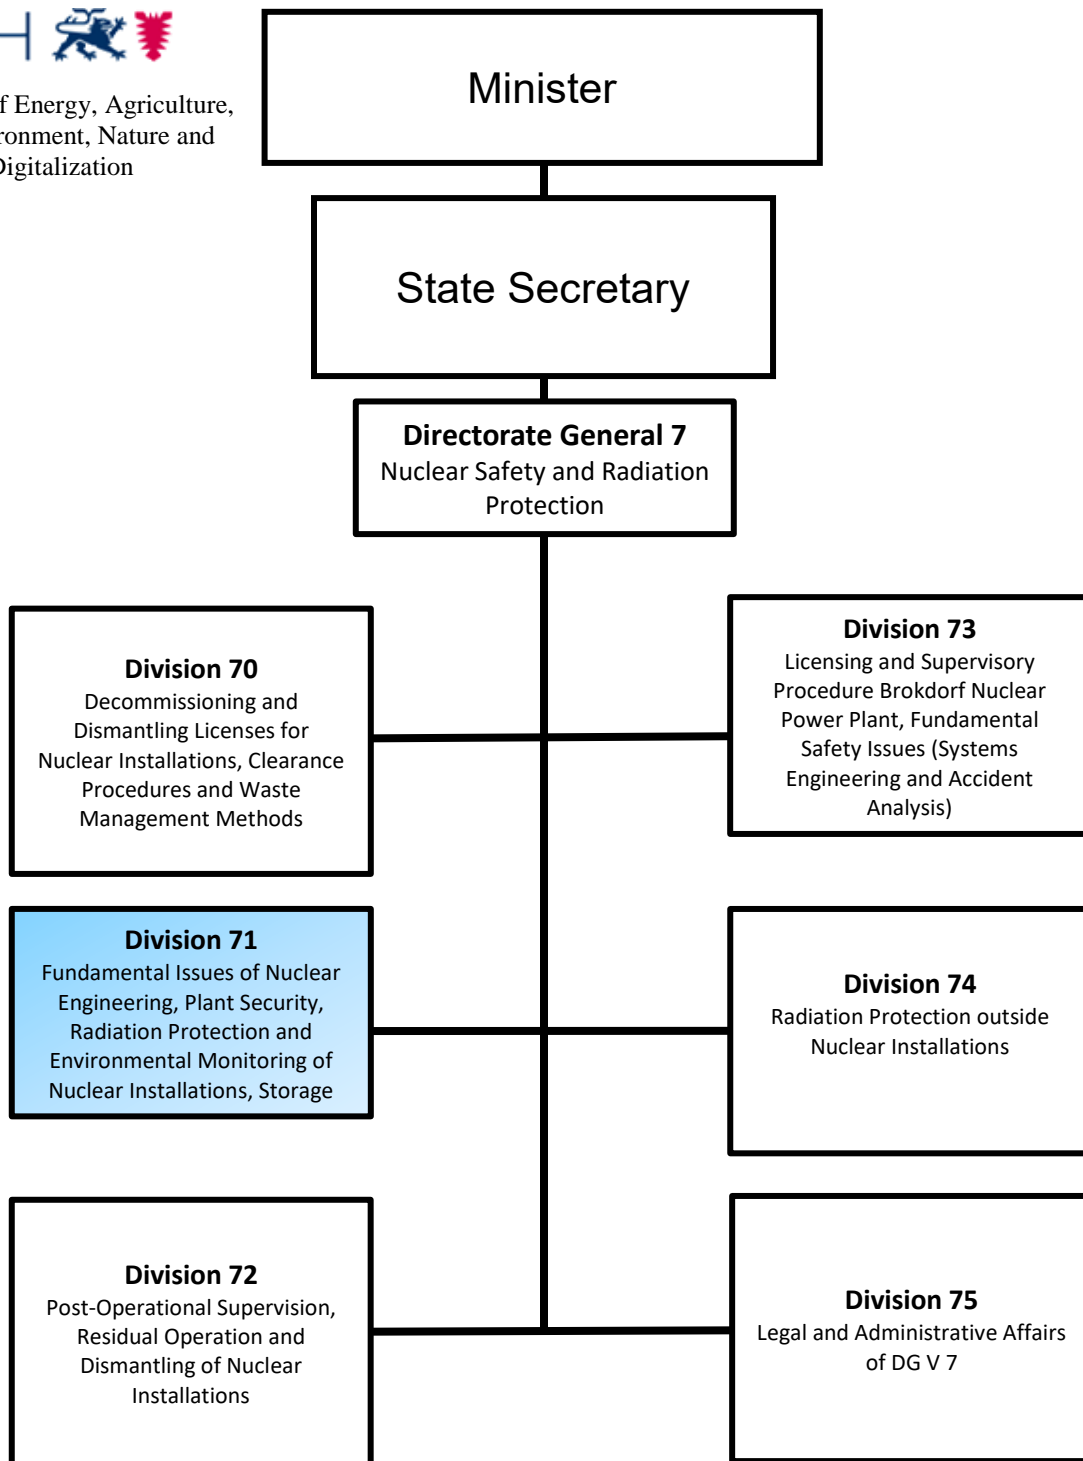 of Energy, Agriculture,
ronment, Nature and
Digitalization
Minister
State Secretary
Directorate General 7
Nuclear Safety and Radiation
Protection
Division 70
Decommissioning and
Dismantling Licenses for
Nuclear Installations, Clearance
Procedures and Waste
Management Methods
Division 73
Licensing and Supervisory
Procedure Brokdorf Nuclear
Power Plant, Fundamental
Safety Issues (Systems
Engineering and Accident
Analysis)
Division 71
Fundamental Issues of Nuclear
Engineering, Plant Security,
Radiation Protection and
Environmental Monitoring of
Nuclear Installations, Storage
Division 74
Radiation Protection outside
Nuclear Installations
Division 72
Post-Operational Supervision,
Residual Operation and
Dismantling of Nuclear
Installations
Division 75
Legal and Administrative Affairs
of DG V 7